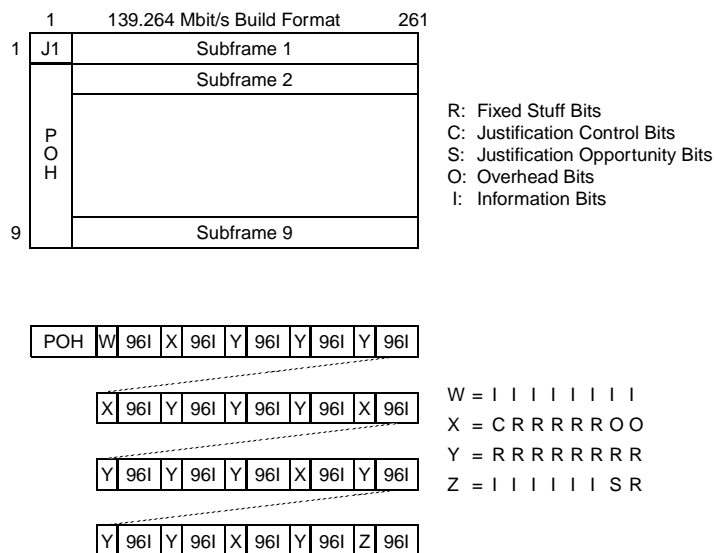 1 139.264 Mbit/s Build Format 261
1 J1 Subframe 1
Subframe 2
POH
9 Subframe 9
R: Fixed Stuff Bits
C: Justification Control Bits
S: Justification Opportunity Bits
O: Overhead Bits
I: Information Bits
POH W 96I X 96I Y 96I Y 96I Y 96I
X 96I Y 96I Y 96I Y 96I X 96I
Y 96I Y 96I Y 96I X 96I Y 96I
Y 96I Y 96I X 96I Y 96I Z 96I
W = I I I I I I I I
X = C R R R R R O O
Y = R R R R R R R R
Z = I I I I I I S R